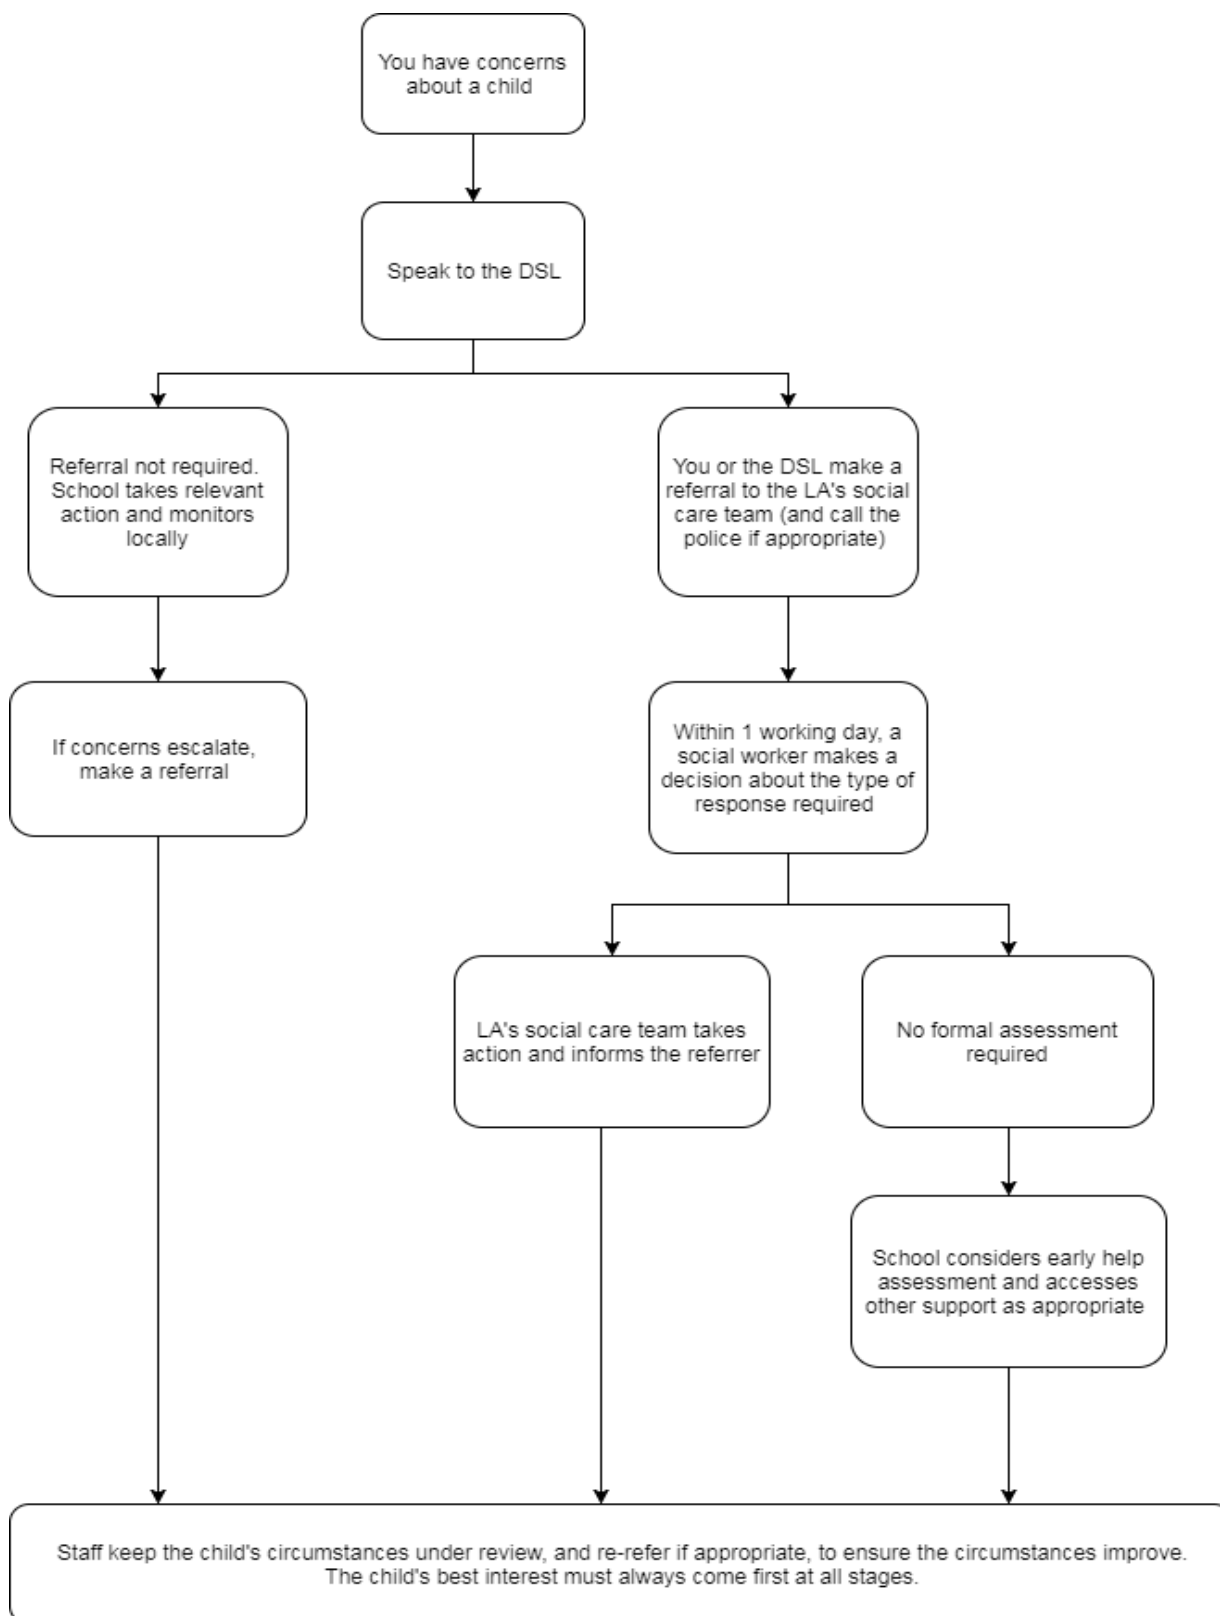 You have concerns
about a child
Speak to the DSL
Referral not required.
School takes relevant
action and monitors
locally
You or the DSL make a
referral to the LA's social
care team (and call the
police if appropriate)
If concerns escalate,
make a referral
Within 1 working day, a
social worker makes a
decision about the type of
response required
LA's social care team takes
action and informs the referrer
No formal assessment
required
School considers early help
assessment and accesses
other support as appropriate
Staff keep the child's circumstances under review, and re-refer if appropriate, to ensure the circumstances improve.
The child's best interest must always come first at all stages.